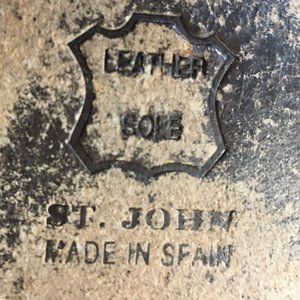 LEATHER
SOLE
ST. JOHN
MADE IN SPAIN